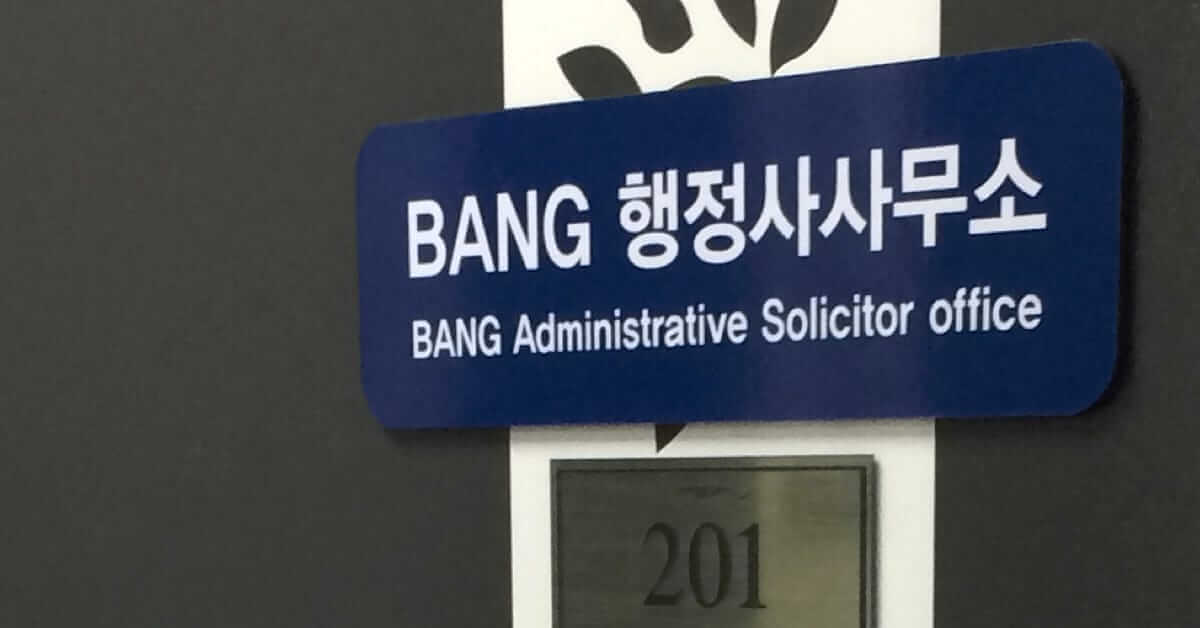 BANG 행정사사무소
BANG Administrative Solicitor office
201